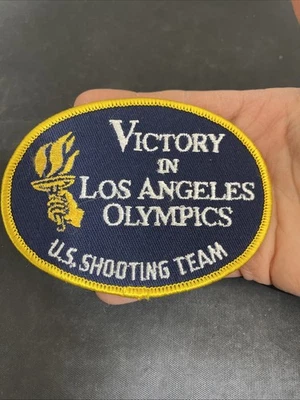 VICTORY
IN
LOS ANGELES
OLYMPICS
U.S. SHOOTING TEAM